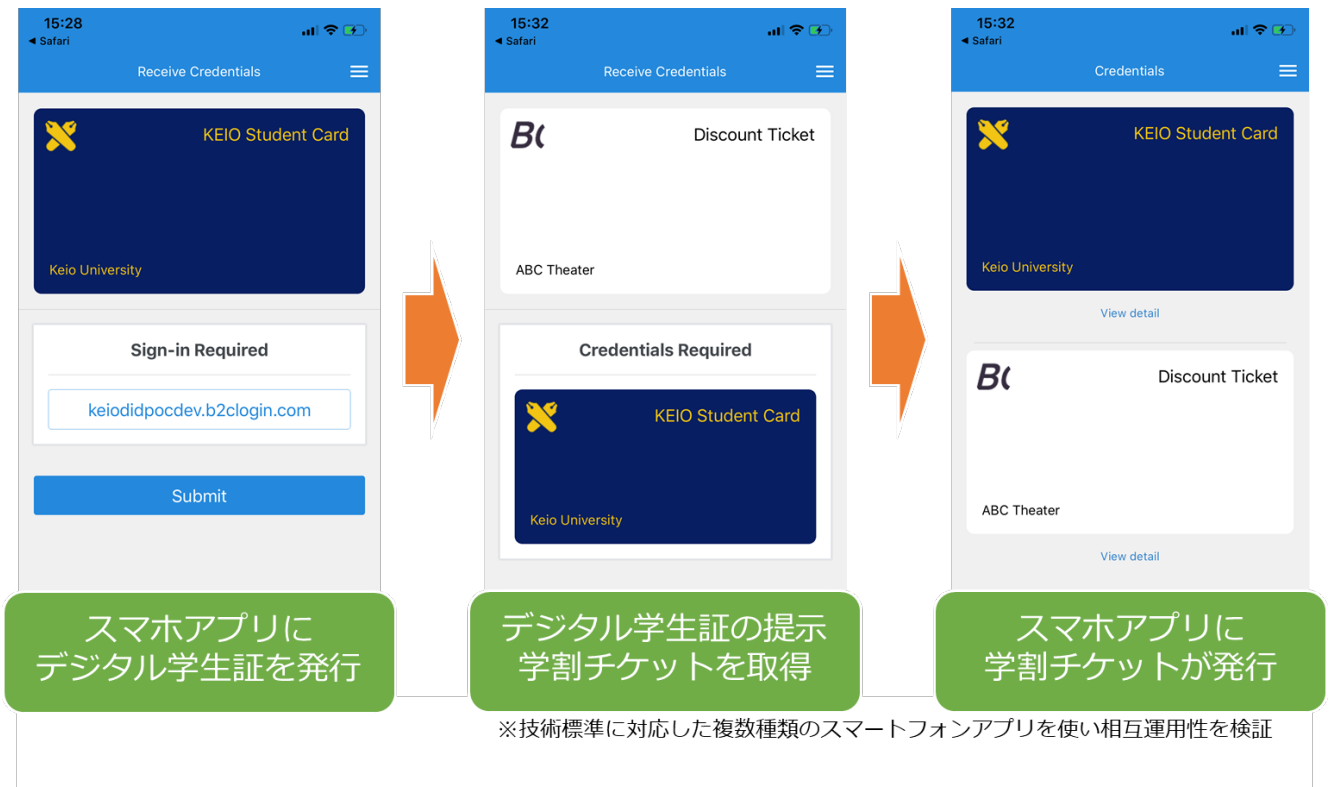 15:28
◀ Safari
Receive Credentials
KEIO Student Card
Keio University
Sign-in Required
keiodidpocdev.b2clogin.com
Submit
スマホアプリに
デジタル学生証を発行
15:32
◀ Safari
Receive Credentials
Discount Ticket
ABC Theater
Credentials Required
KEIO Student Card
Keio University
デジタル学生証の提示
学割チケットを取得
15:32
◀ Safari
Credentials
KEIO Student Card
Keio University
View detail
Discount Ticket
ABC Theater
View detail
スマホアプリに
学割チケットが発行
※技術標準に対応した複数種類のスマートフォンアプリを使い相互運用性を検証